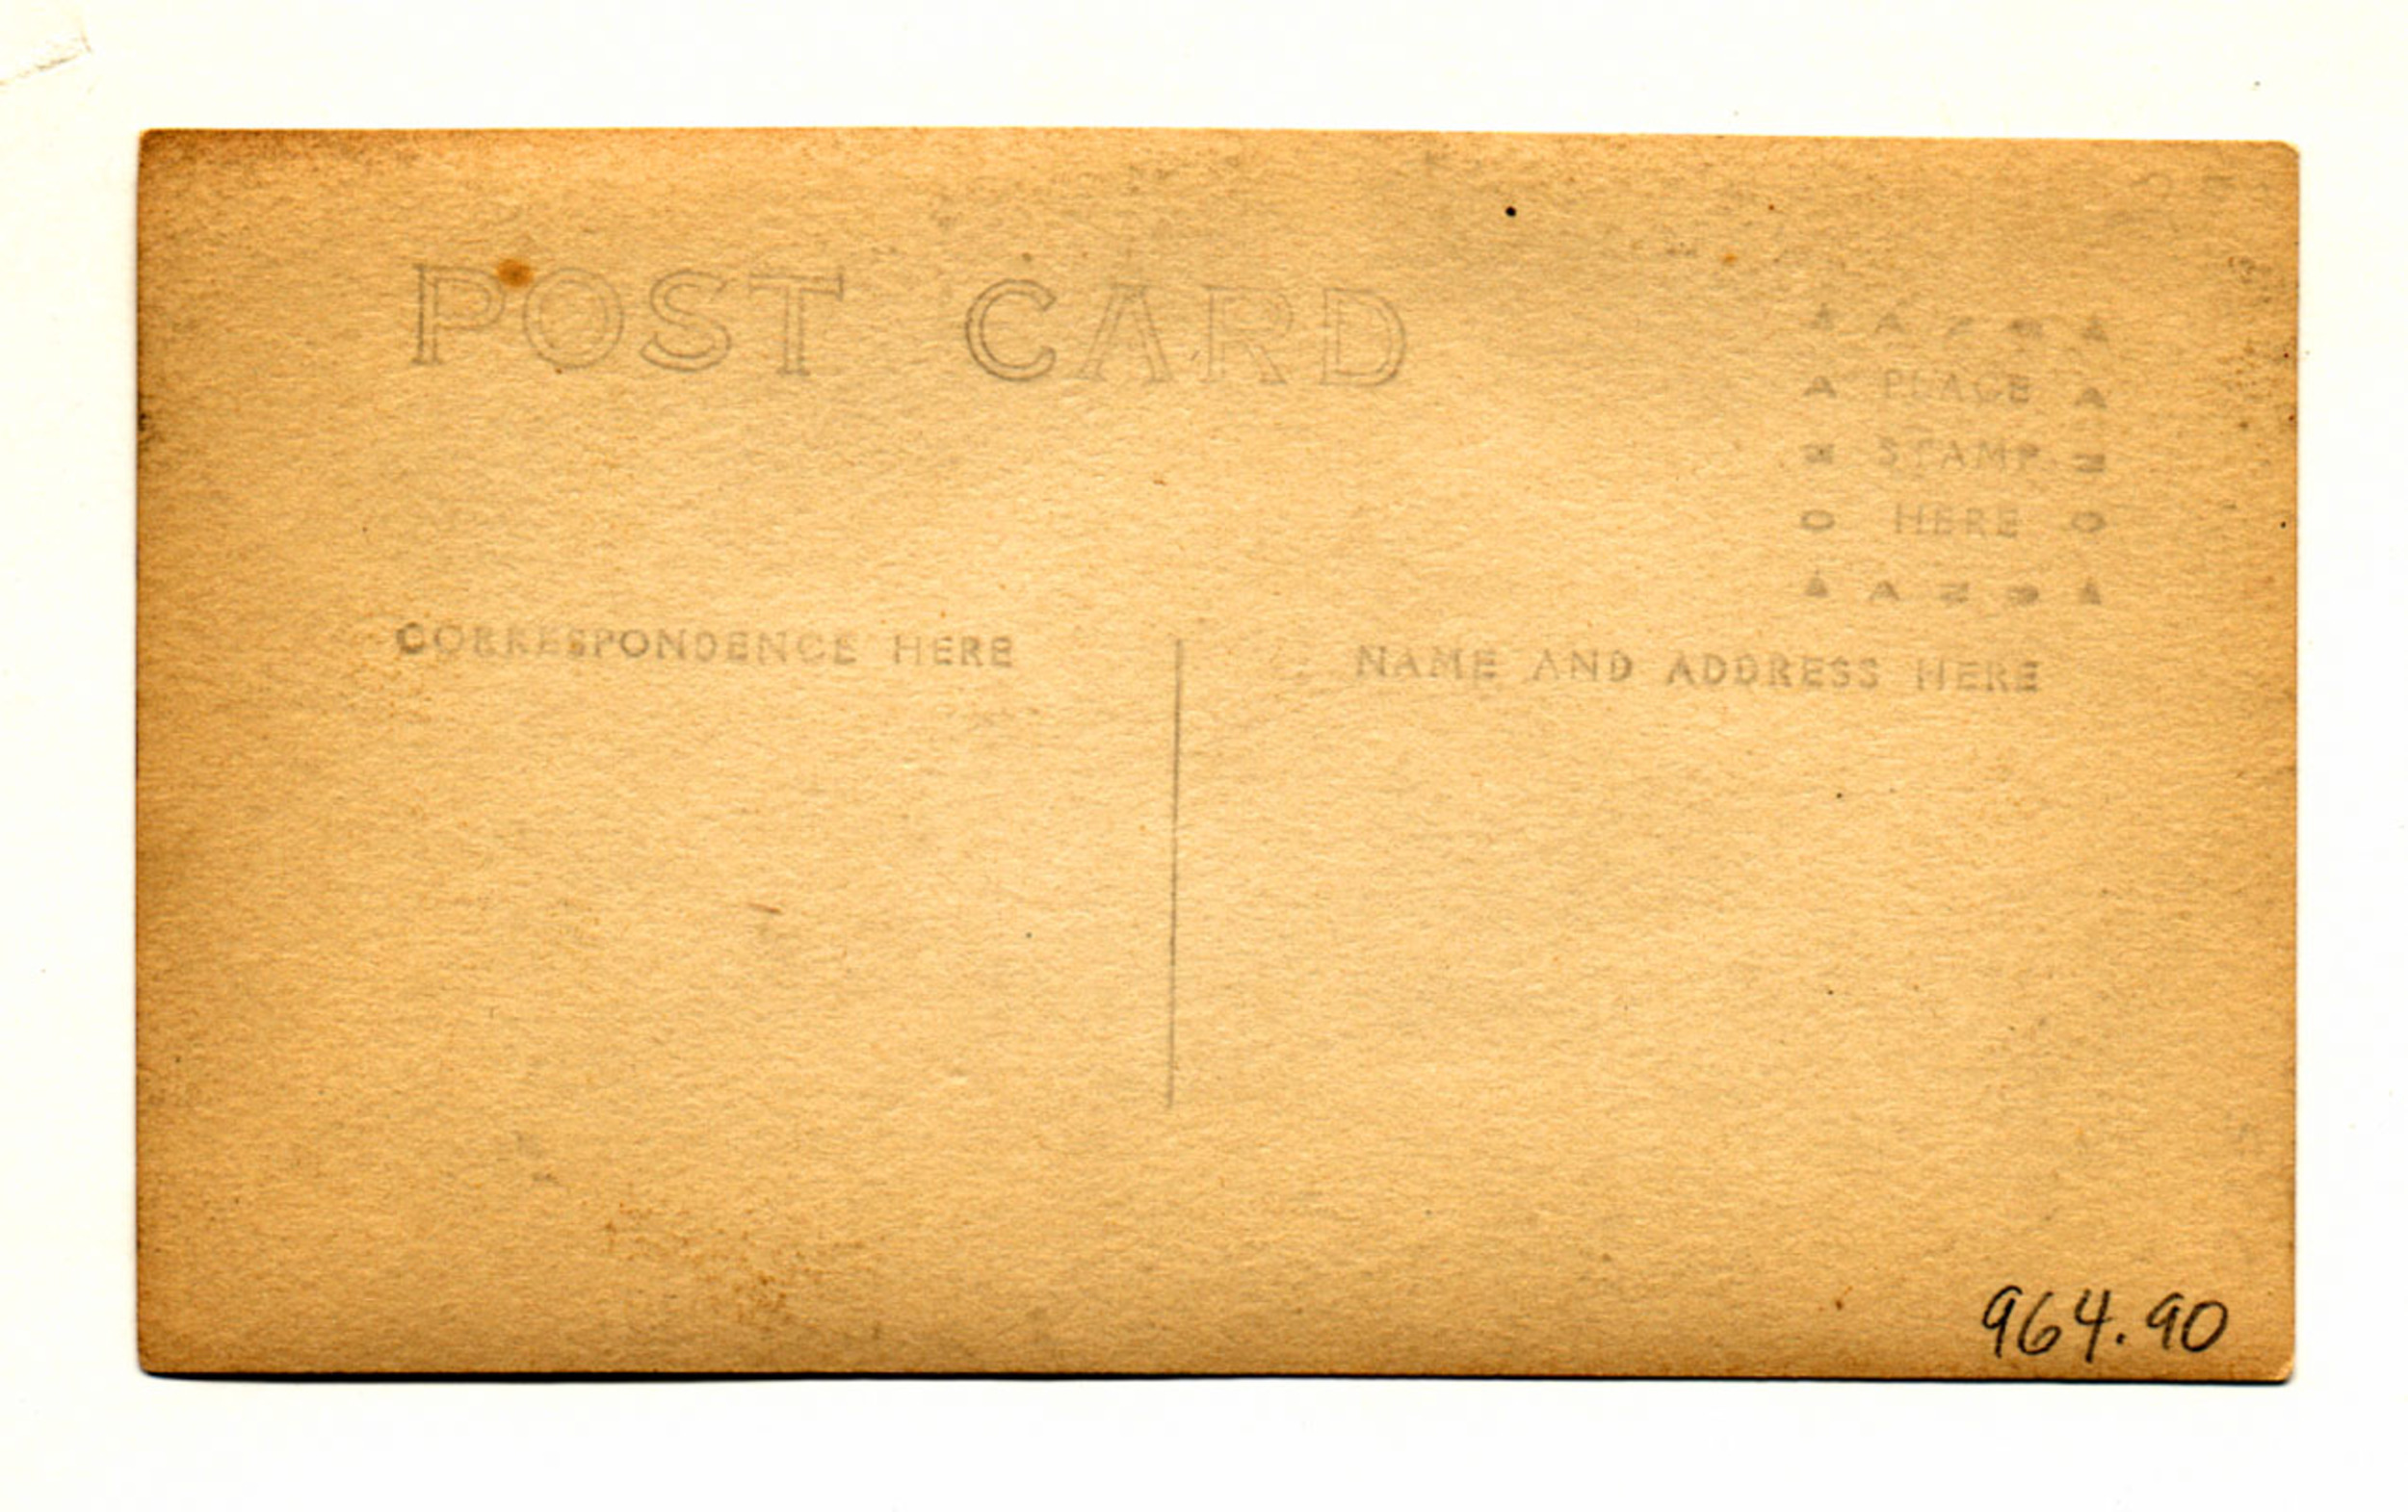 POST CARD
PLACE
STAMP
HERE
CORRESPONDENCE HERE
NAME AND ADDRESS HERE
964.90